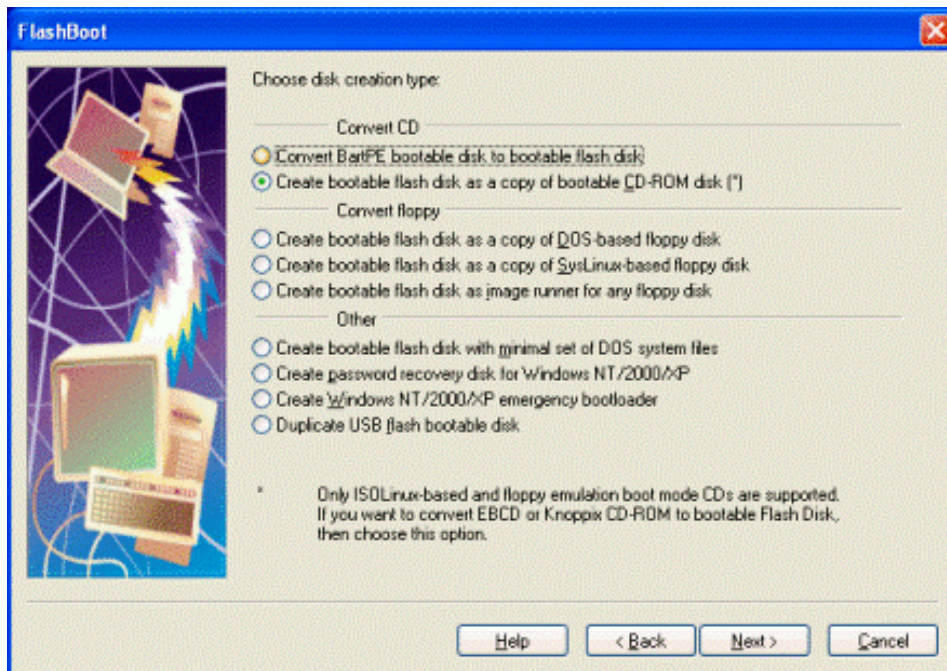 FlashBoot
Choose disk creation type:
Convert CD
Convert BartPE bootable disk to bootable flash disk
Create bootable flash disk as a copy of bootable CD-ROM disk (*)
Convert floppy
Create bootable flash disk as a copy of DOS-based floppy disk
Create bootable flash disk as a copy of SysLinux-based floppy disk
Create bootable flash disk as image runner for any floppy disk
Other
Create bootable flash disk with minimal set of DOS system files
Create password recovery disk for Windows NT/2000/XP
Create Windows NT/2000/XP emergency bootloader
Duplicate USB flash bootable disk
* Only ISOLinux-based and floppy emulation boot mode CDs are supported.
If you want to convert EBCD or Knoppix CD-ROM to bootable Flash Disk,
then choose this option.
Help < Back Next > Cancel